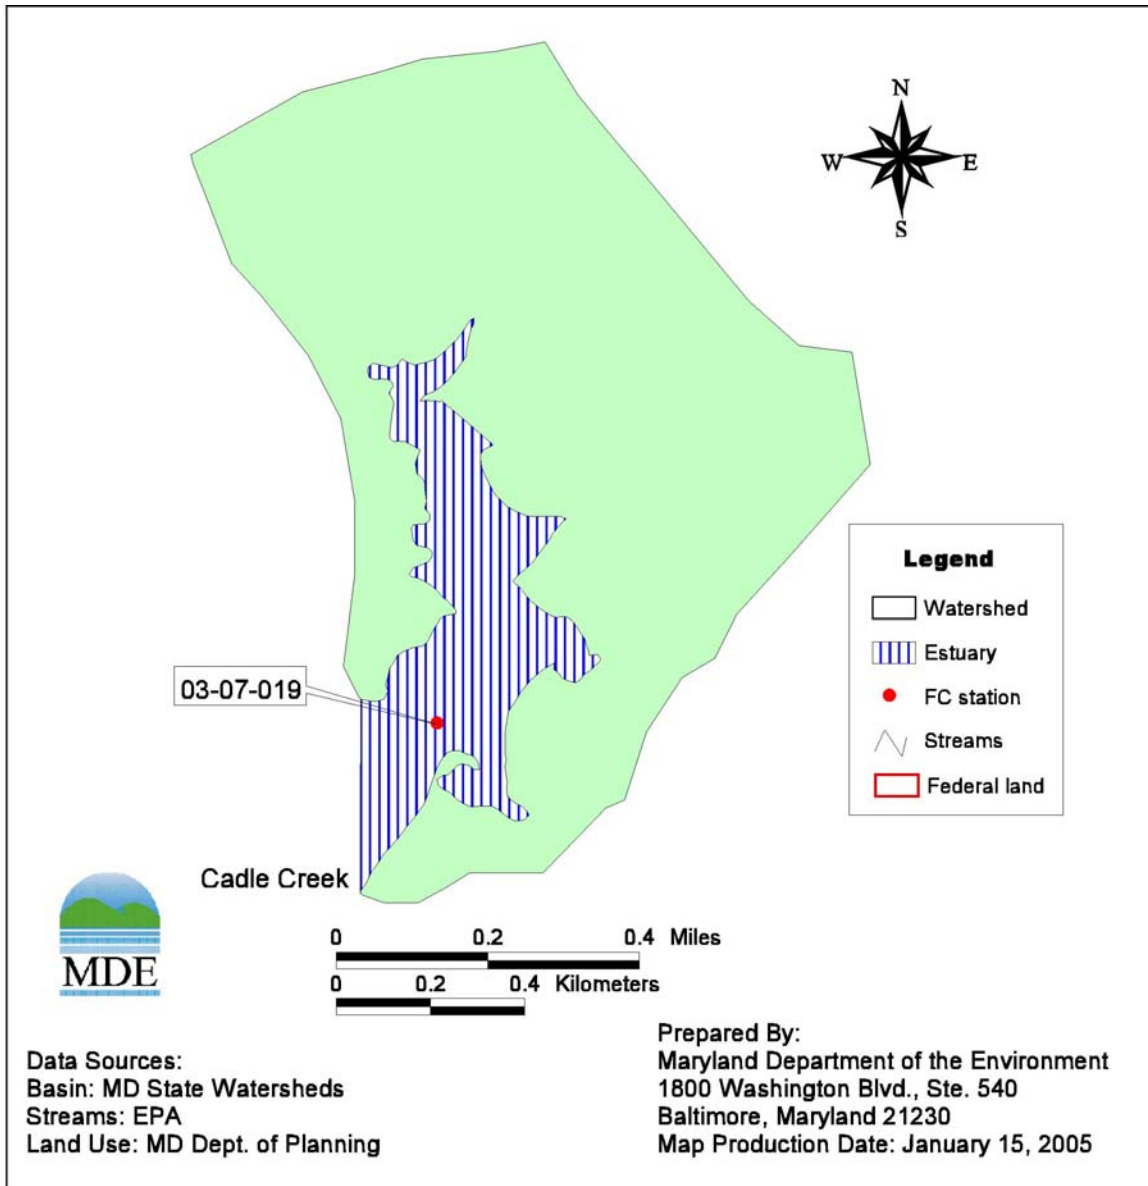 N
W E
S
Legend
Watershed
Estuary
FC station
Streams
Federal land
03-07-019
Cadle Creek
0 0.2 0.4 Miles
0 0.2 0.4 Kilometers
MDE
Data Sources:
Basin: MD State Watersheds
Streams: EPA
Land Use: MD Dept. of Planning
Prepared By:
Maryland Department of the Environment
1800 Washington Blvd., Ste. 540
Baltimore, Maryland 21230
Map Production Date: January 15, 2005